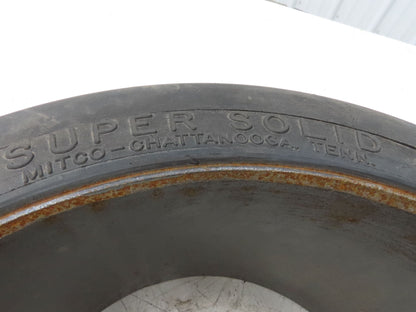 SUPER SOLID
MITCO-CHATTANOOGA, TENN.